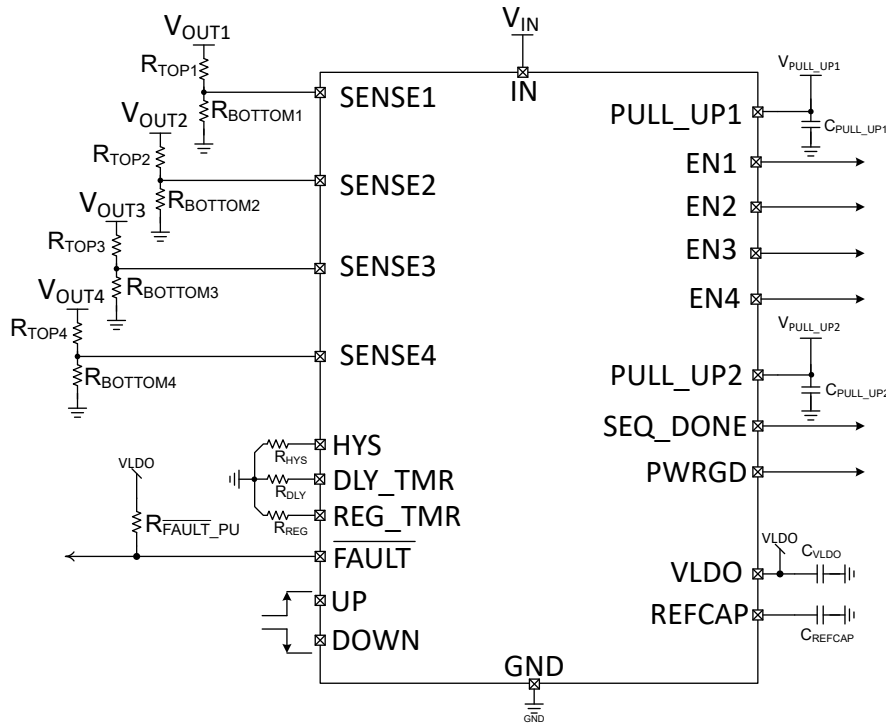 VIN
VOUT1
RTOP1
RBOTTOM1
SENSE1
IN
VPULL_UP1
PULL_UP1
CPULL_UP1
VOUT2
RTOP2
RBOTTOM2
SENSE2
EN1
EN2
VOUT3
RTOP3
RBOTTOM3
SENSE3
EN3
EN4
VOUT4
RTOP4
RBOTTOM4
SENSE4
VPULL_UP2
PULL_UP2
CPULL_UP2
SEQ_DONE
PWRGD
HYS
RHYS
DLY_TMR
RDLY
REG_TMR
RREG
VLDO
RFAULT_PU
FAULT
UP
DOWN
VLDO
VLDO
CVLDO
REFCAP
CREFCAP
GND
GND